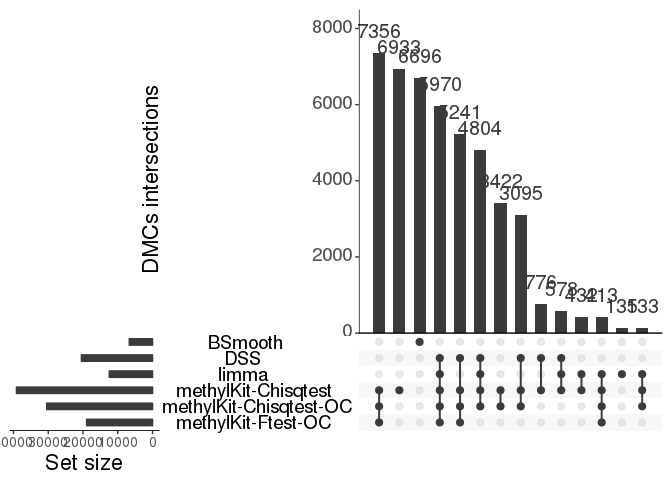 8000
6000
4000
2000
0
DMCs intersections
7356
6933
6696
5970
5241
4804
3422
3095
776
578
432
413
133
BSmooth
DSS
limma
methylKit-Chisqtest
methylKit-Chisqtest-OC
methylKit-Ftest-OC
40000 30000 20000 10000 0
Set size